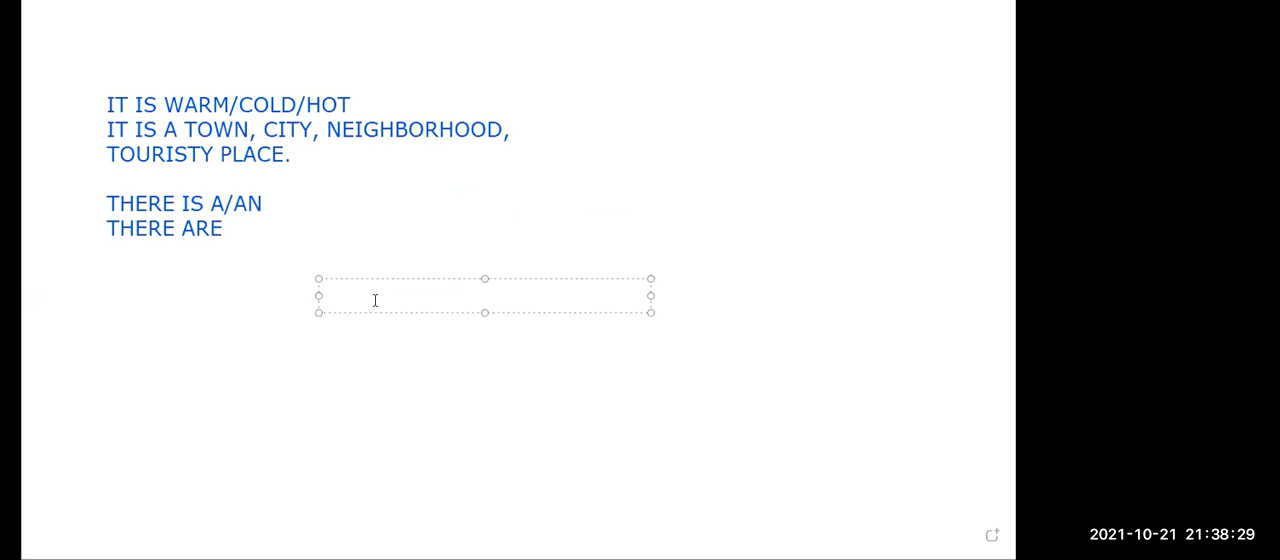 IT IS WARM/COLD/HOT
IT IS A TOWN, CITY, NEIGHBORHOOD,
TOURISTY PLACE.
THERE IS A/AN
THERE ARE
2021-10-21 21:38:29